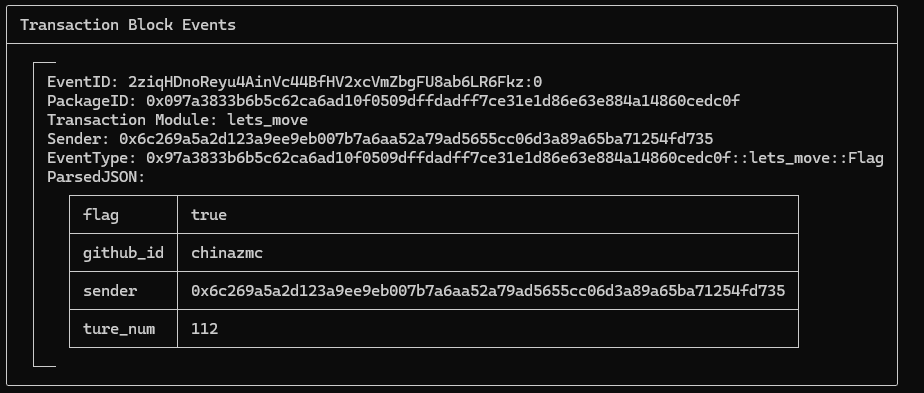 Transaction Block Events
EventID: 2ziqHDnoReyu4AinVc44BfHV2xcVmZbgFU8ab6LR6Fkz:0
PackageID: 0x097a3833b6b5c62ca6ad10f0509dffdadff7ce31e1d86e63e884a14860cedc0f
Transaction Module: lets_move
Sender: 0x6c269a5a2d123a9ee9eb007b7a6aa52a79ad5655cc06d3a89a65ba71254fd735
EventType: 0x97a3833b6b5c62ca6ad10f0509dffdadff7ce31e1d86e63e884a14860cedc0f::lets_move::Flag
ParsedJSON:
flag true
github_id chinazmc
sender 0x6c269a5a2d123a9ee9eb007b7a6aa52a79ad5655cc06d3a89a65ba71254fd735
ture_num 112